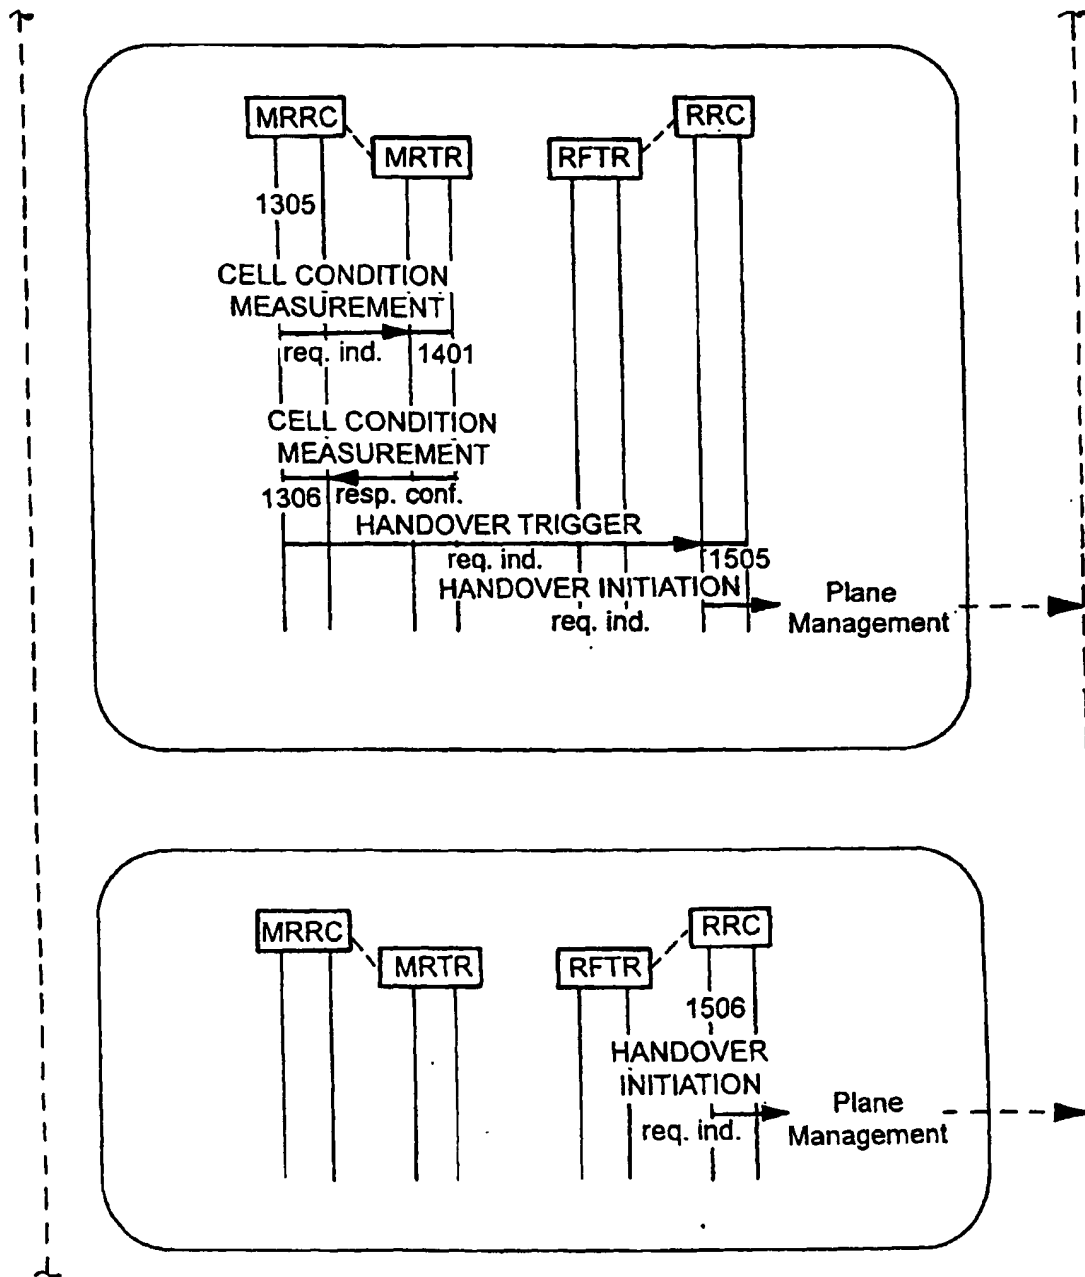 MRRC
RRC
MRTR
RFTR
1305
CELL CONDITION
MEASUREMENT
req. ind.
1401
CELL CONDITION
MEASUREMENT
1306
resp. conf.
HANDOVER TRIGGER
req. ind.
1505
HANDOVER INITIATION
req. ind.
Plane
Management
MRRC
RRC
MRTR
RFTR
1506
HANDOVER
INITIATION
req. ind.
Plane
Management